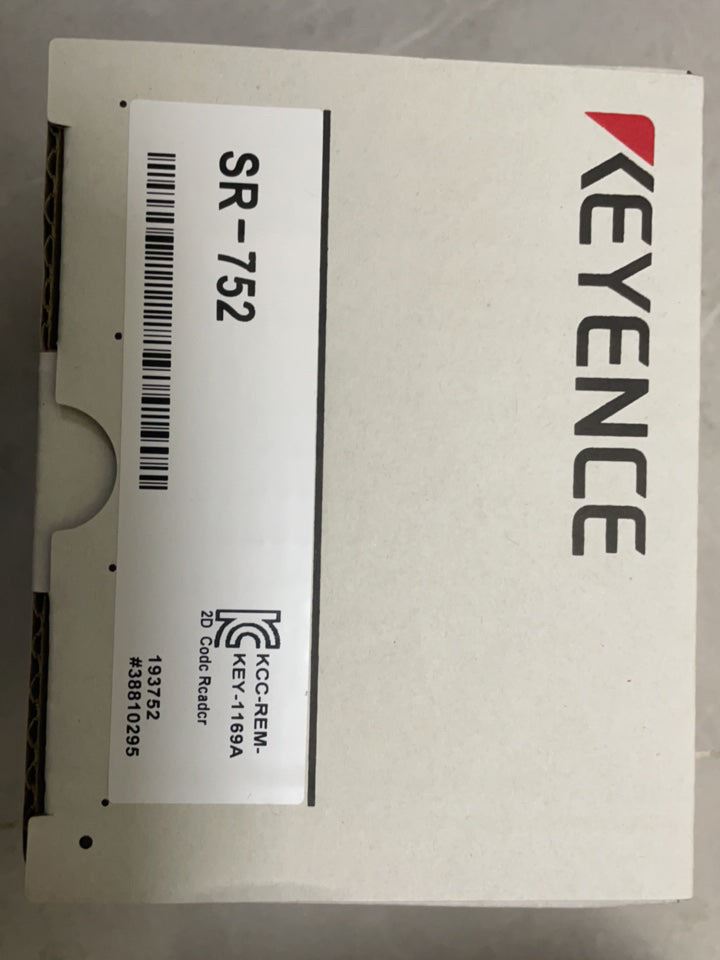 KEYENCE
SR-752
KCC-REM-
KEY-1169A
2D Code Reader
193752
#38810295